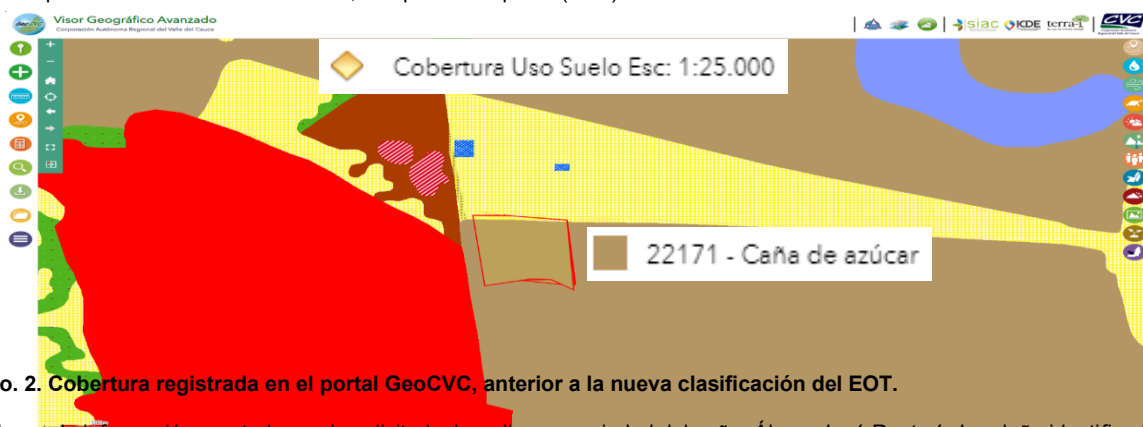 Visor Geográfico Avanzado
Corporación Autónoma Regional del Valle del Cauca
siac ICDE terra-i CVC
Cobertura Uso Suelo Esc: 1:25.000
22171 - Caña de azúcar
o. 2. Cobertura registrada en el portal GeoCVC, anterior a la nueva clasificación del EOT.